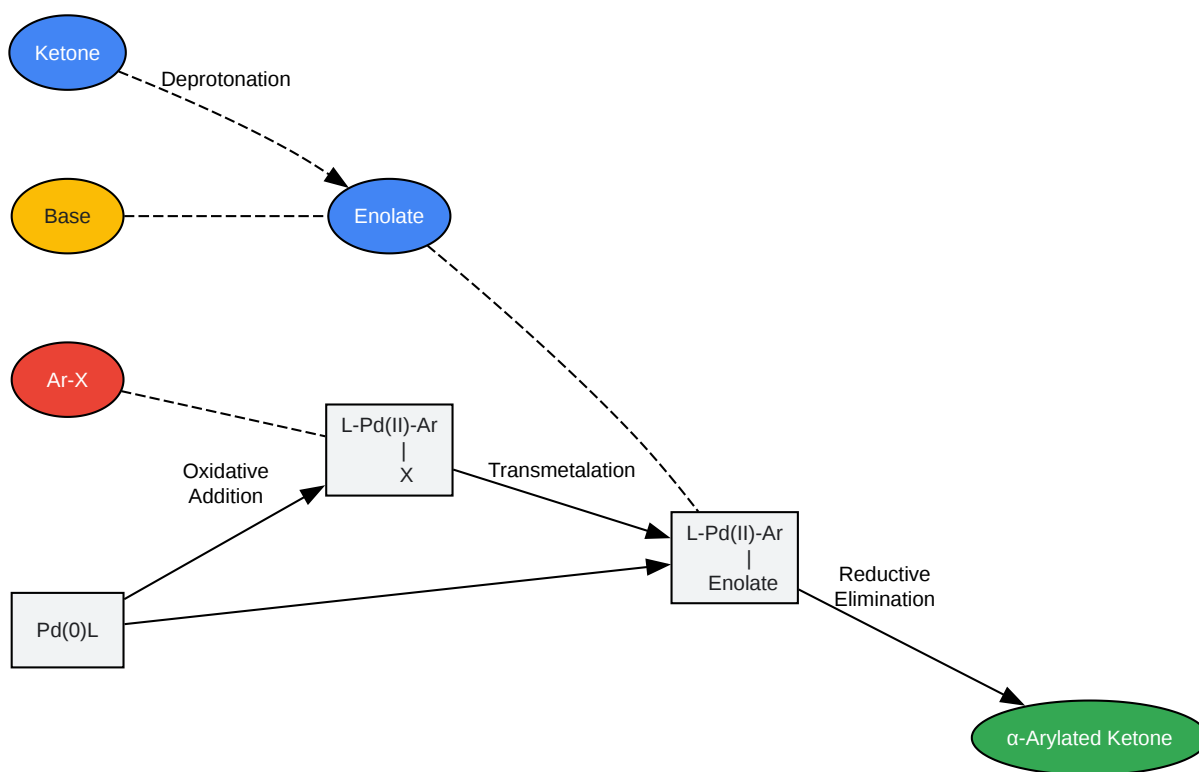 Ketone
Deprotonation
Base
Enolate
Ar-X
L-Pd(II)-Ar
|
X
Oxidative
Addition
Transmetalation
L-Pd(II)-Ar
|
Enolate
Pd(0)L
Reductive
Elimination
α-Arylated Ketone